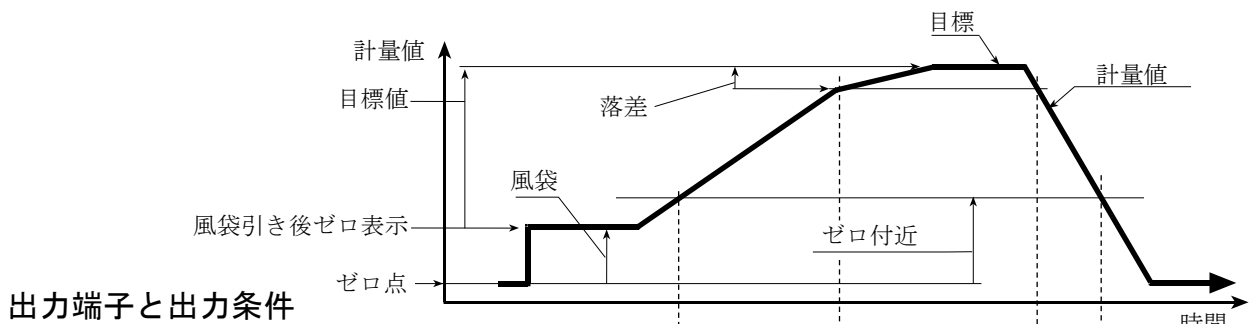 目標
計量値
計量値
目標値
落差
風袋
風袋引き後ゼロ表示
ゼロ付近
ゼロ点
出力端子と出力条件
時間